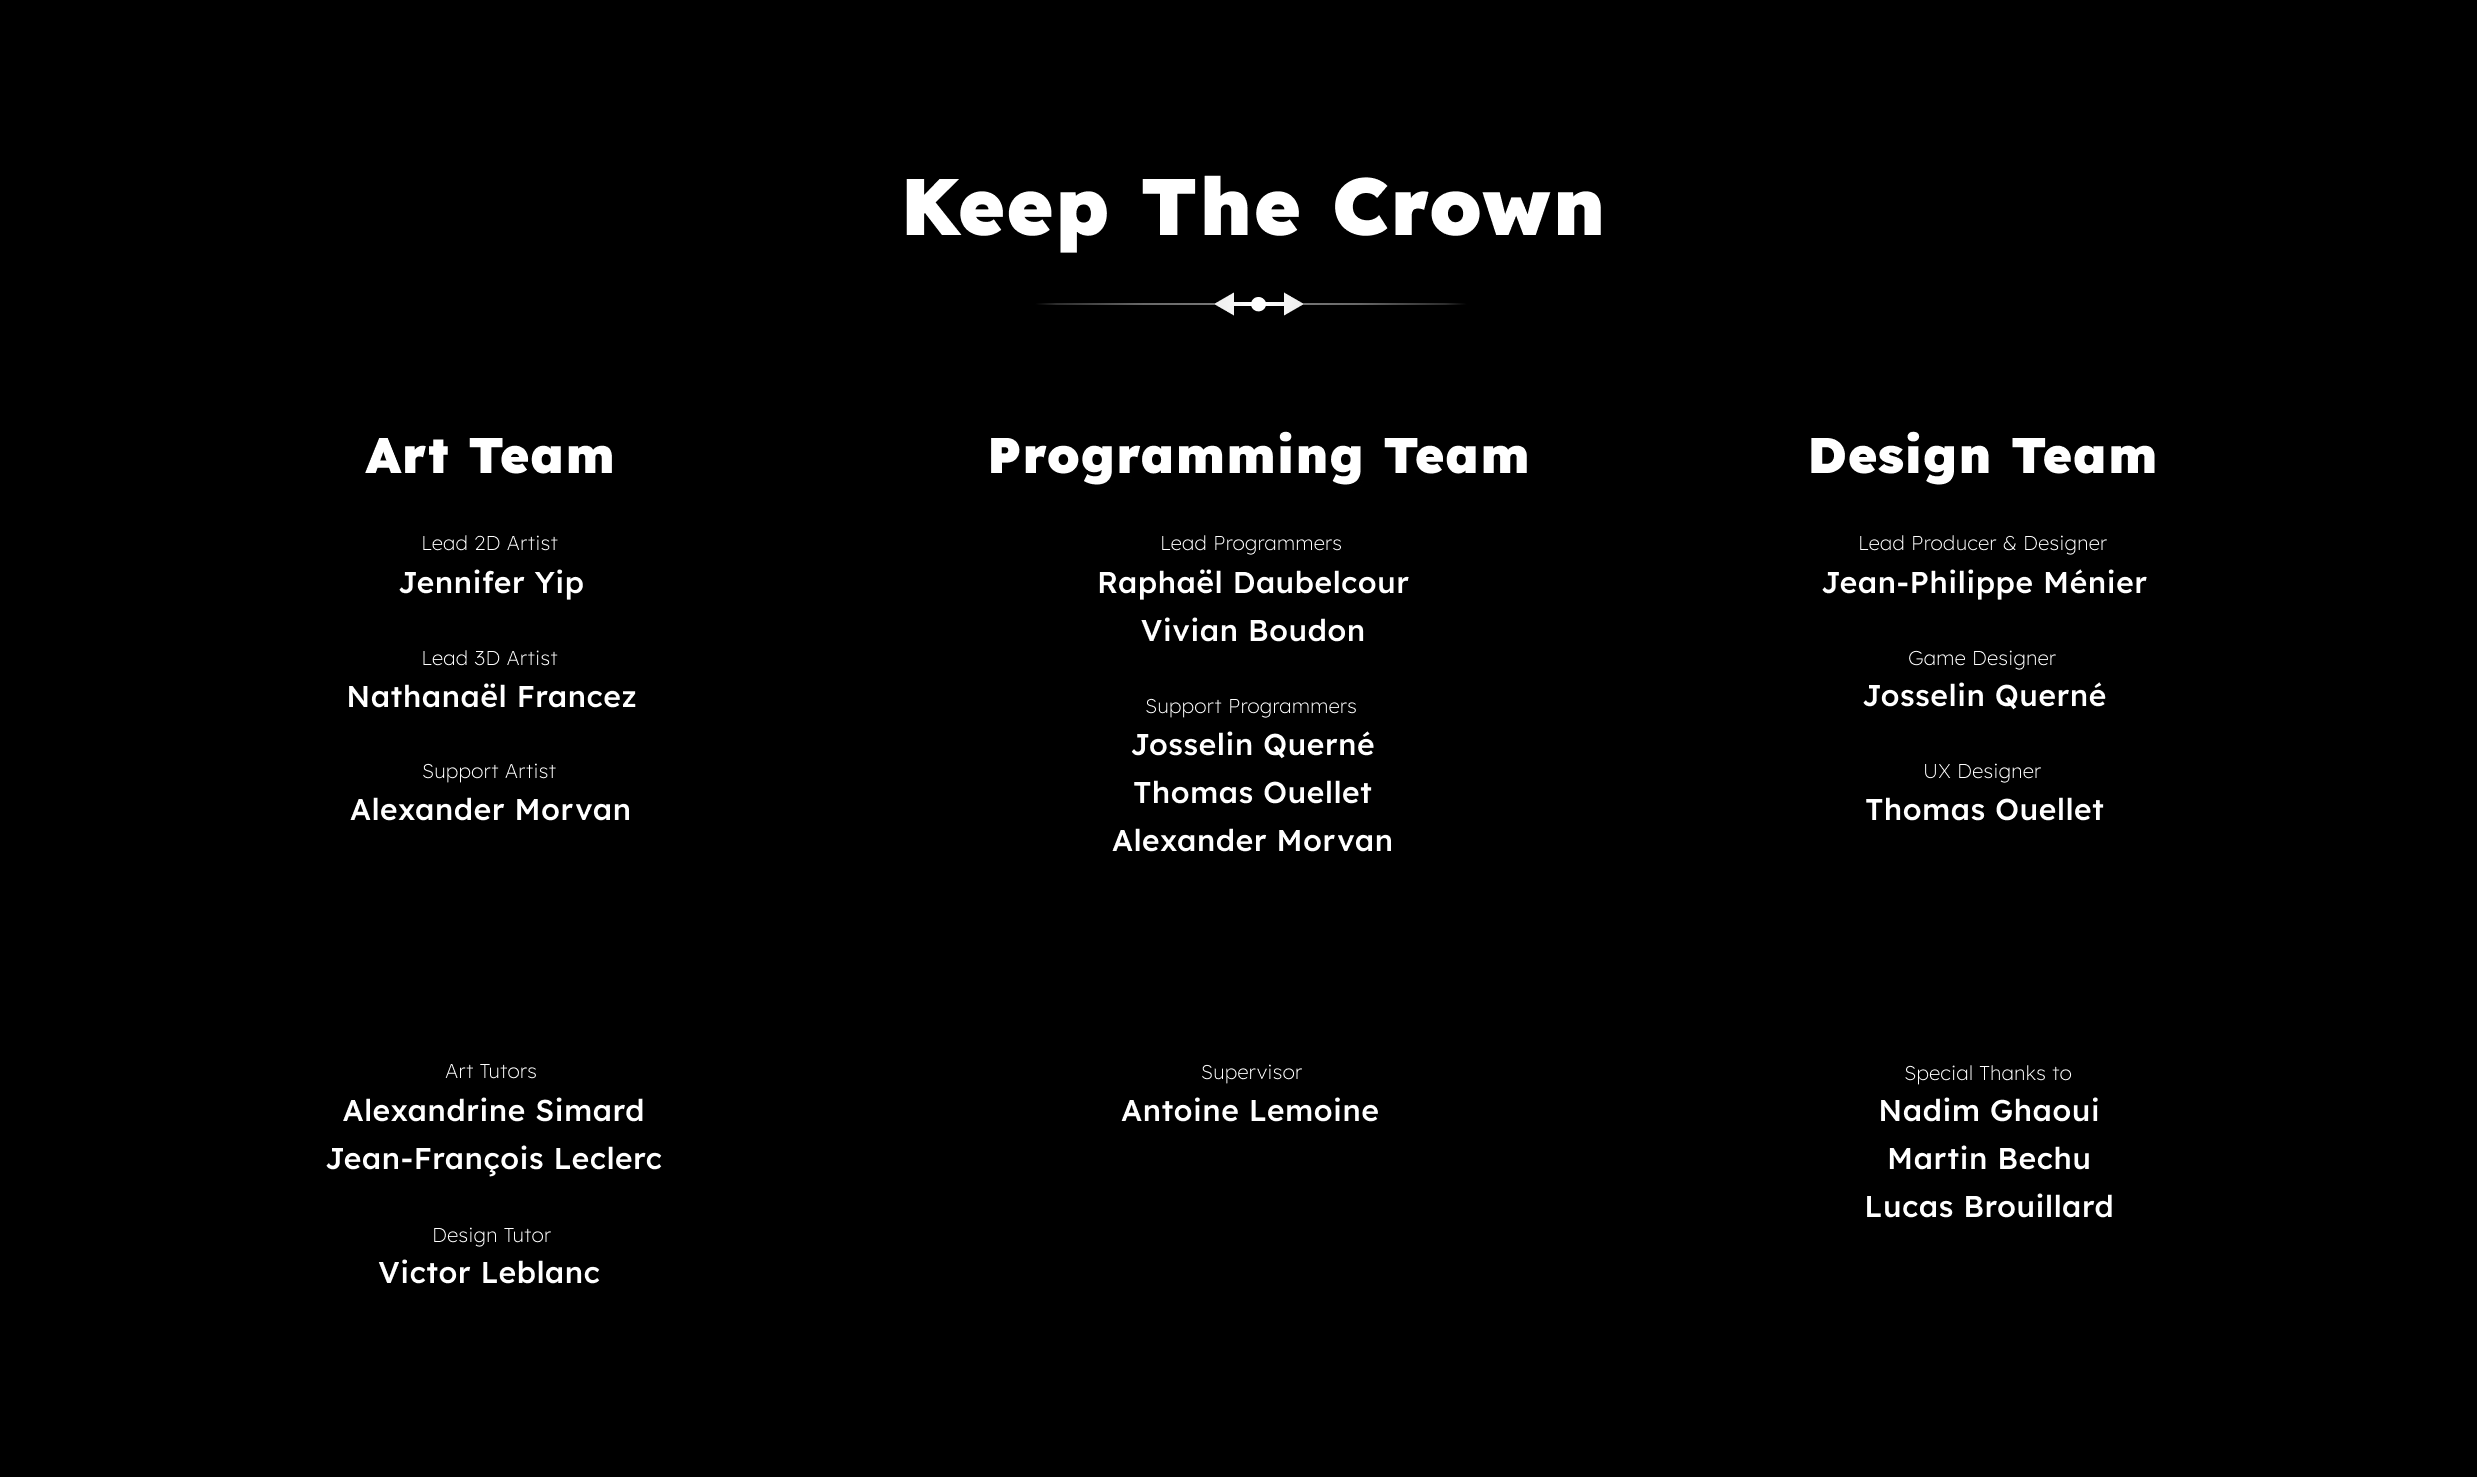 Keep The Crown
Art Team
Lead 2D Artist
Jennifer Yip
Lead 3D Artist
Nathanaël Francez
Support Artist
Alexander Morvan
Programming Team
Lead Programmers
Raphaël Daubelcour
Vivian Boudon
Support Programmers
Josselin Querné
Thomas Ouellet
Alexander Morvan
Design Team
Lead Producer & Designer
Jean-Philippe Ménier
Game Designer
Josselin Querné
UX Designer
Thomas Ouellet
Art Tutors
Alexandrine Simard
Jean-François Leclerc
Design Tutor
Victor Leblanc
Supervisor
Antoine Lemoine
Special Thanks to
Nadim Ghaoui
Martin Bechu
Lucas Brouillard